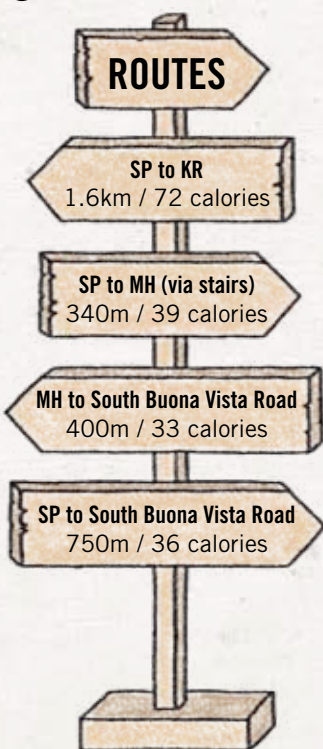 ROUTES
SP to KR
1.6km / 72 calories
SP to MH (via stairs)
340m / 39 calories
MH to South Buona Vista Road
400m / 33 calories
SP to South Buona Vista Road
750m / 36 calories